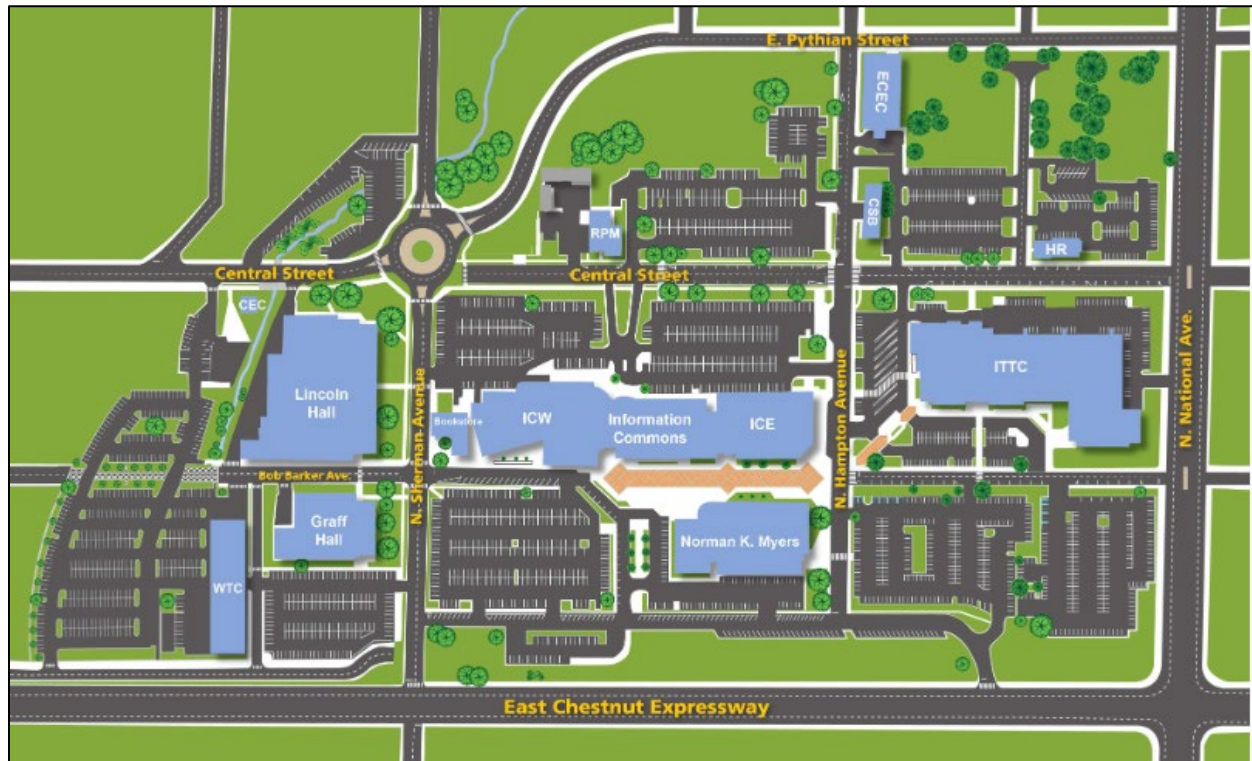 E. Pythian Street
ECEC
CSB
RPM
HR
Central Street
Central Street
CEC
N. National Ave.
ITTC
N. Hampton Avenue
Lincoln
Hall
N. Sherman Avenue
Bookstore
ICW
Information
Commons
ICE
Bob Barker Ave.
Graff
Hall
Norman K. Myers
WTC
East Chestnut Expressway